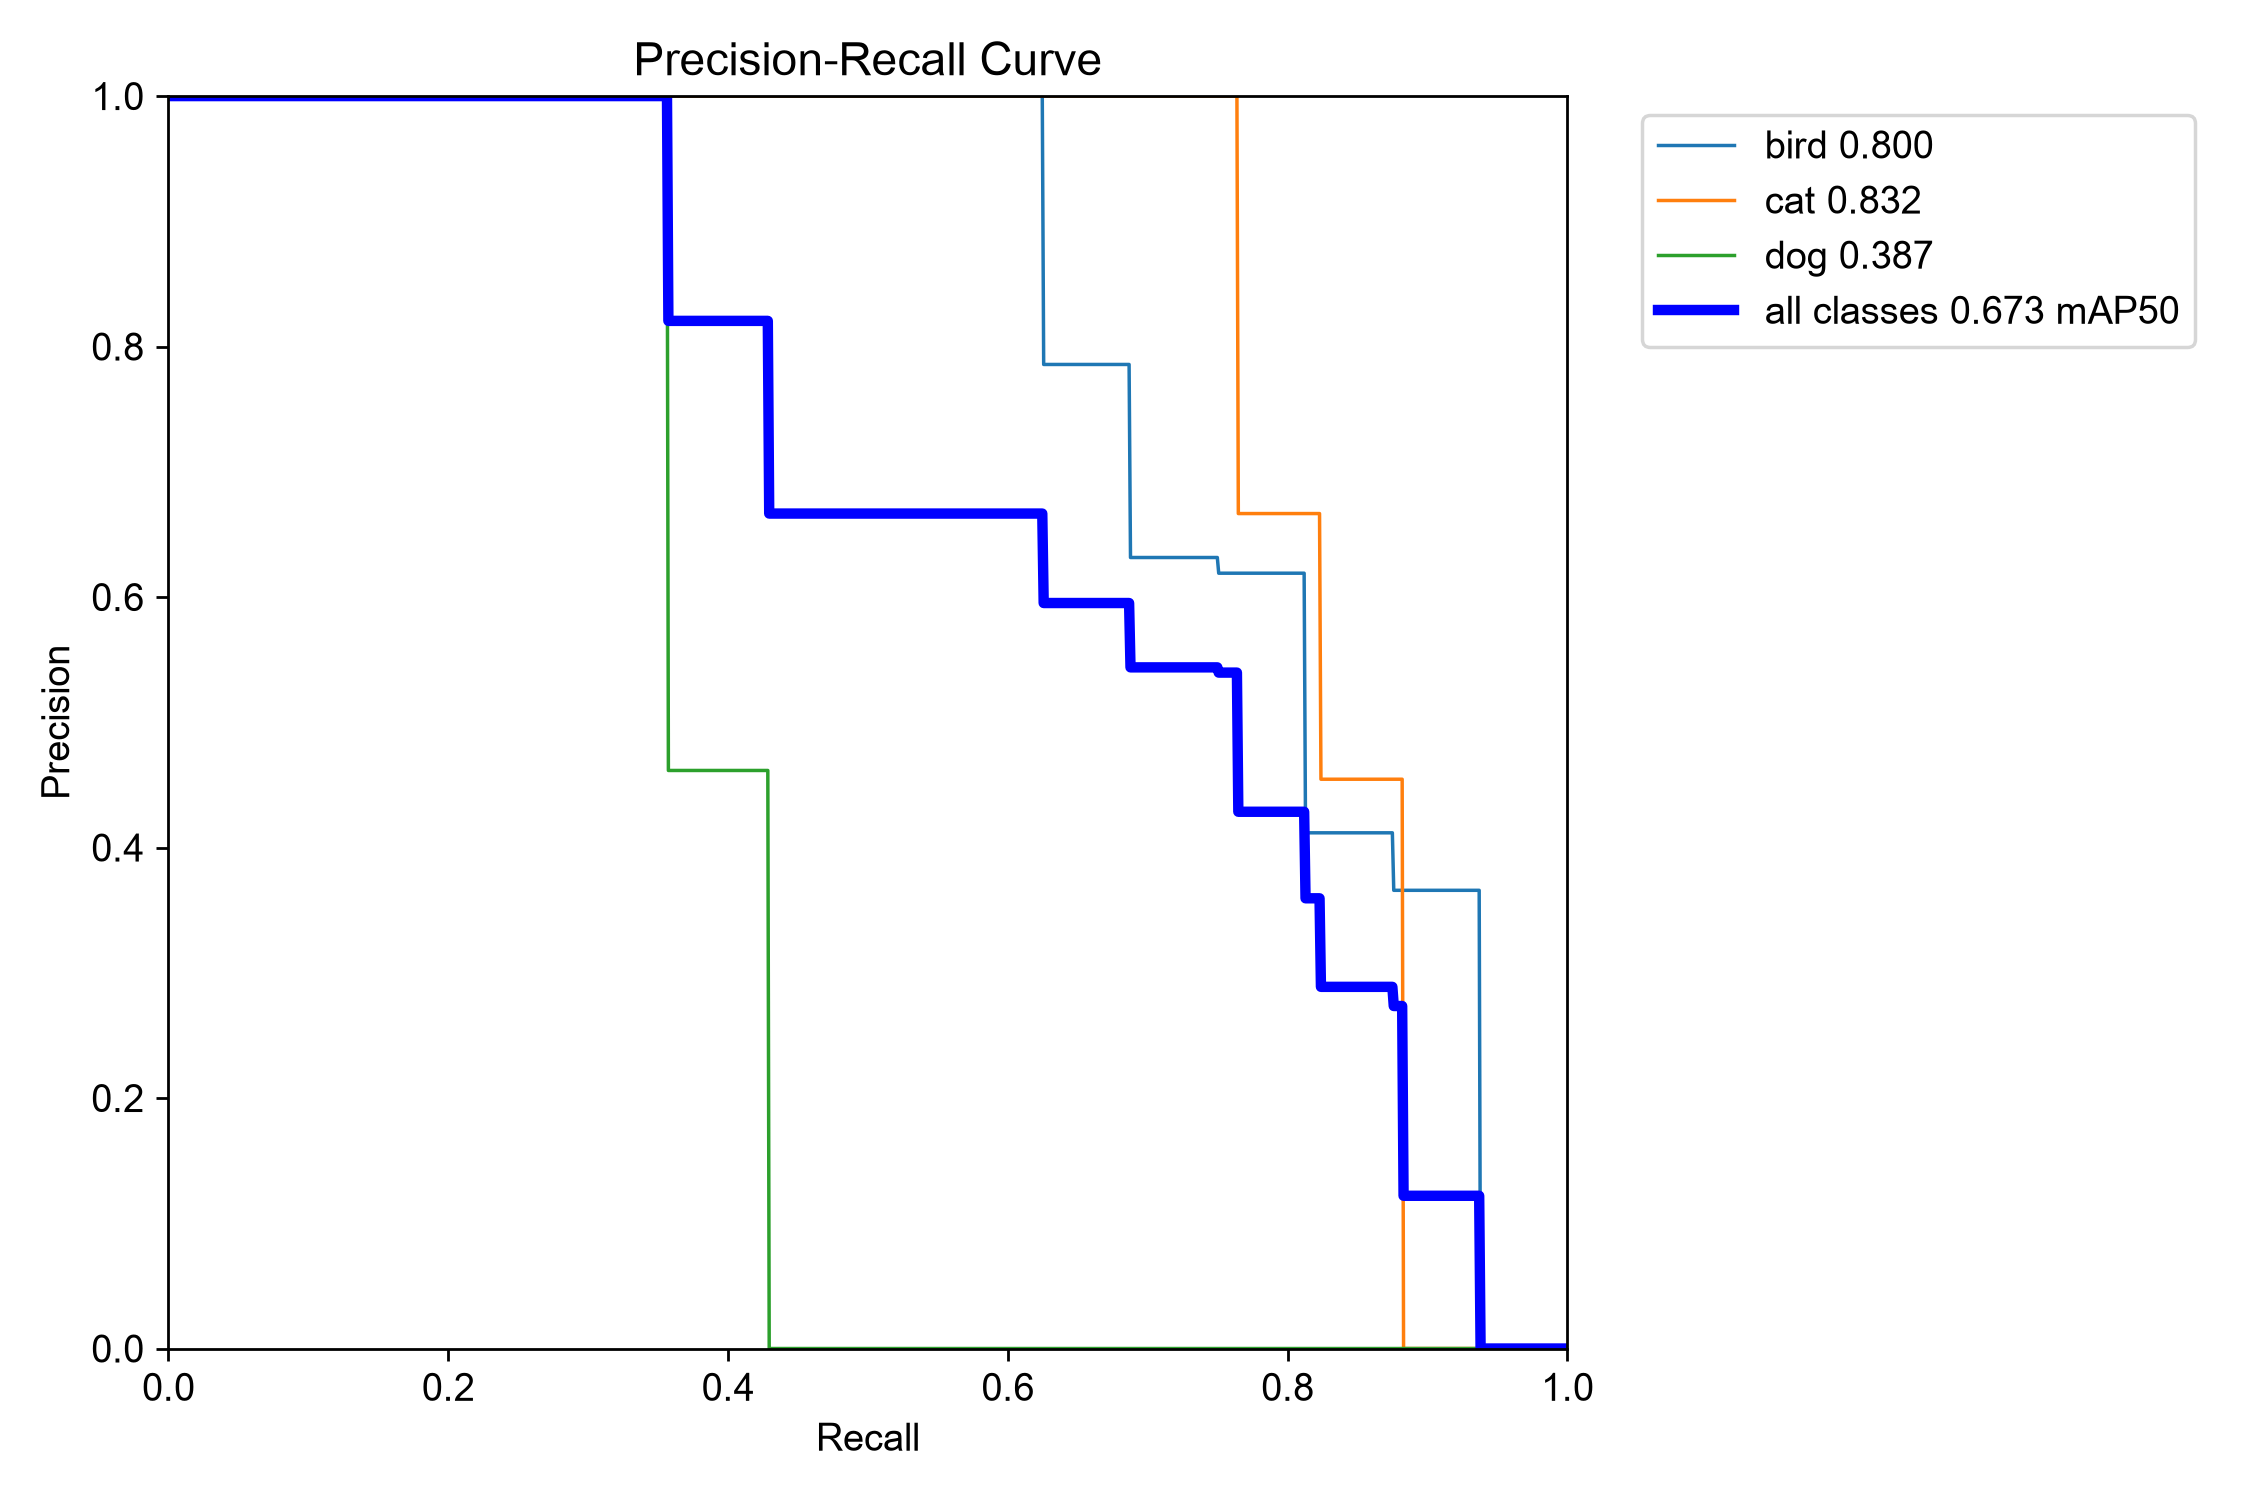 Precision-Recall Curve
1.0
0.8
0.6
0.4
0.2
0.0
Precision
0.0 0.2 0.4 0.6 0.8 1.0
Recall
bird 0.800
cat 0.832
dog 0.387
all classes 0.673 mAP50